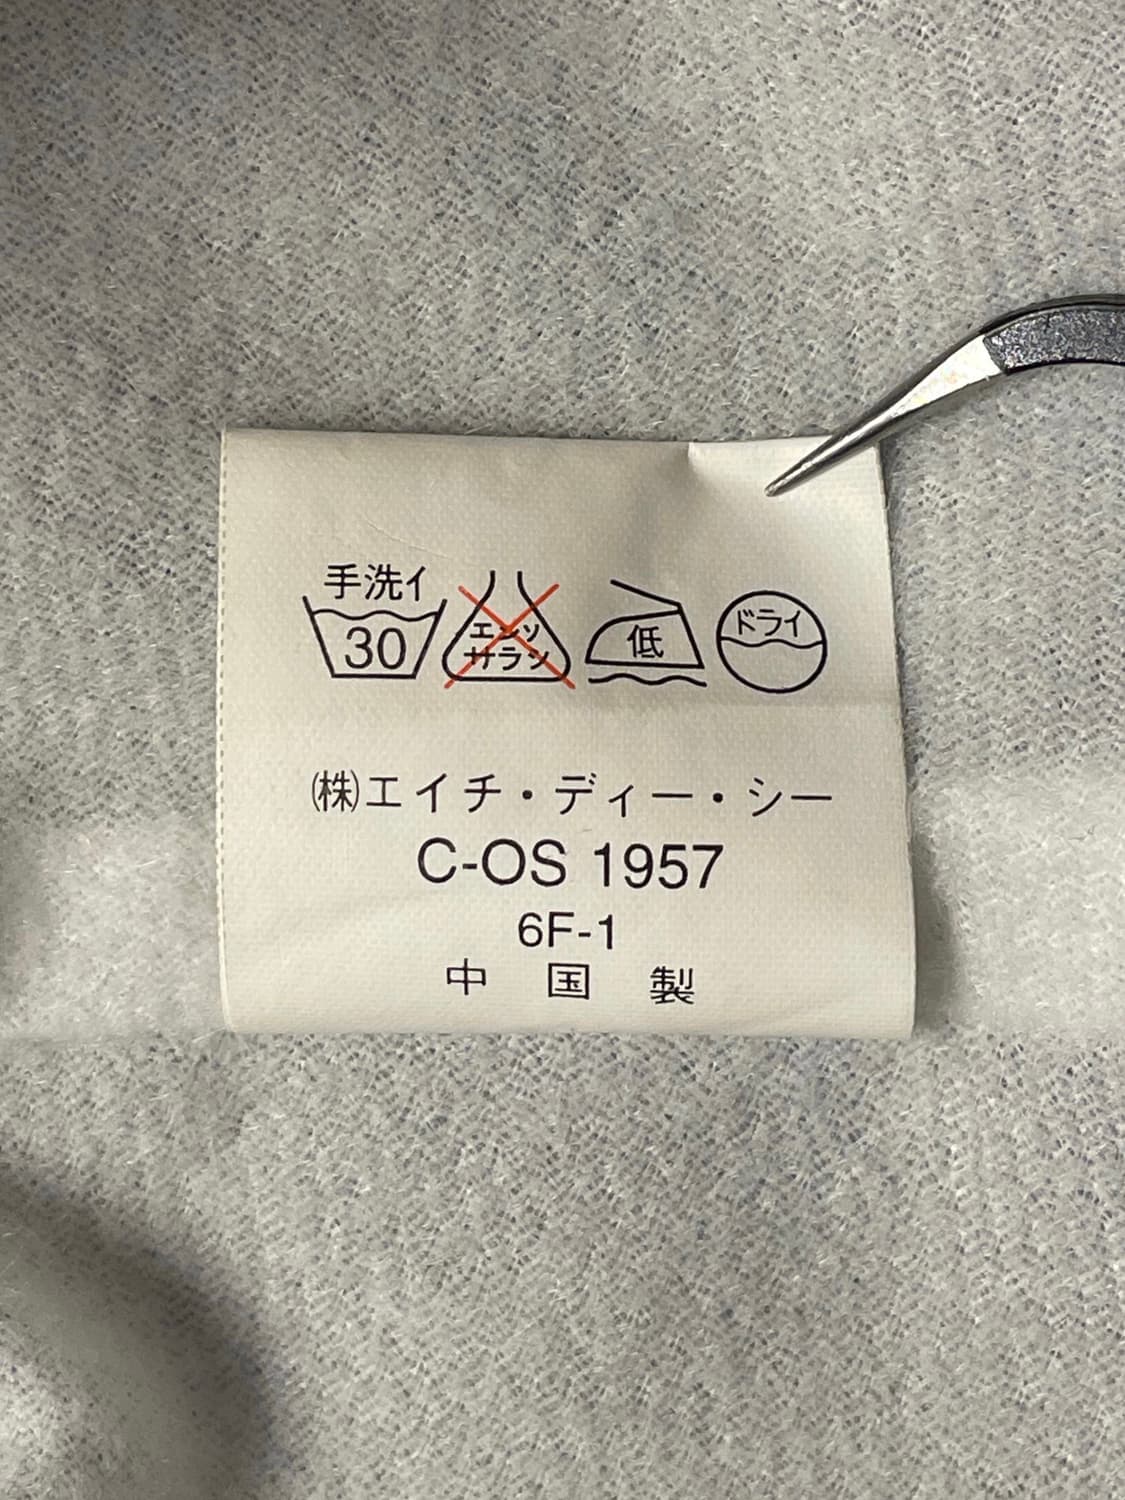 手洗イ
30
エンソ
サラシ
低
ドライ
㈱エイチ・ディー・シー
C-OS 1957
6F-1
中国製